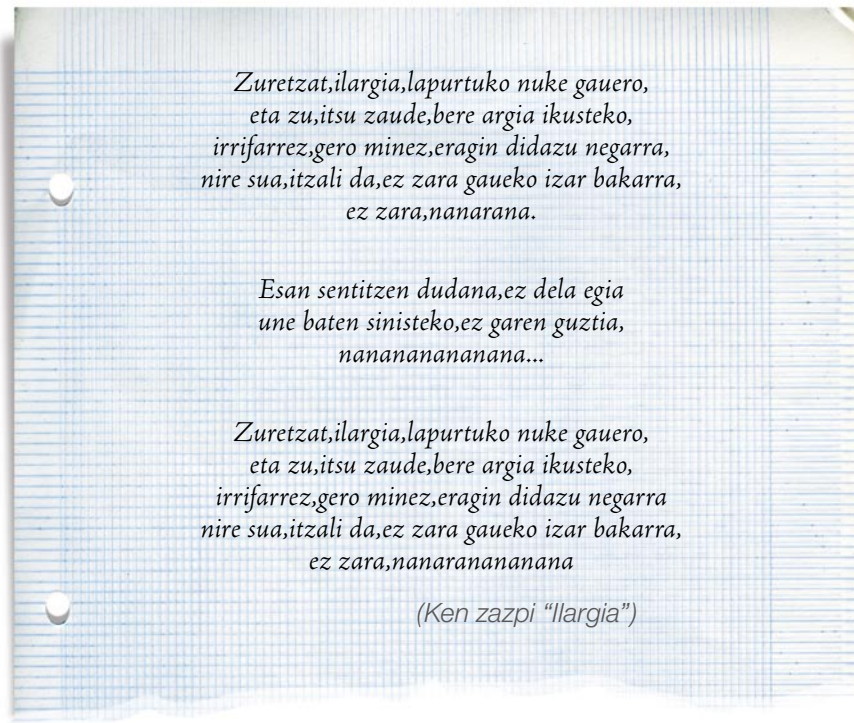 Zuretzat,ilargia,lapurtuko nuke gauero,
eta zu,itsu zaude,bere argia ikusteko,
irrifarrez,gero minez,eragin didazu negarra,
nire sua,itzali da,ez zara gaueko izar bakarra,
ez zara,nanarana.
Esan sentitzen dudana,ez dela egia
une baten sinisteko,ez garen guztia,
nanananananana...
Zuretzat,ilargia,lapurtuko nuke gauero,
eta zu,itsu zaude,bere argia ikusteko,
irrifarrez,gero minez,eragin didazu negarra
nire sua,itzali da,ez zara gaueko izar bakarra,
ez zara,nanaranananana
(Ken zazpi “Ilargia”)